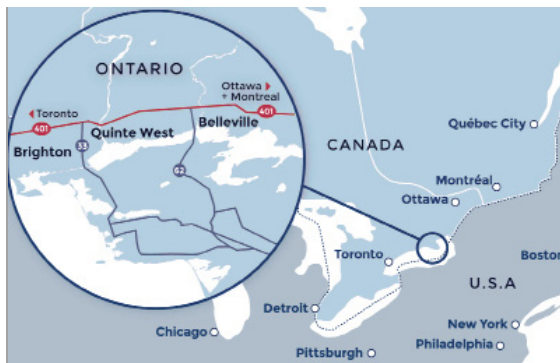 ONTARIO
Toronto
Ottawa
+ Montreal
401
401
Quinte West
Belleville
Brighton
33
62
CANADA
Québec City
Montréal
Ottawa
Toronto
U.S.A
Boston
Detroit
Chicago
New York
Philadelphia
Pittsburgh